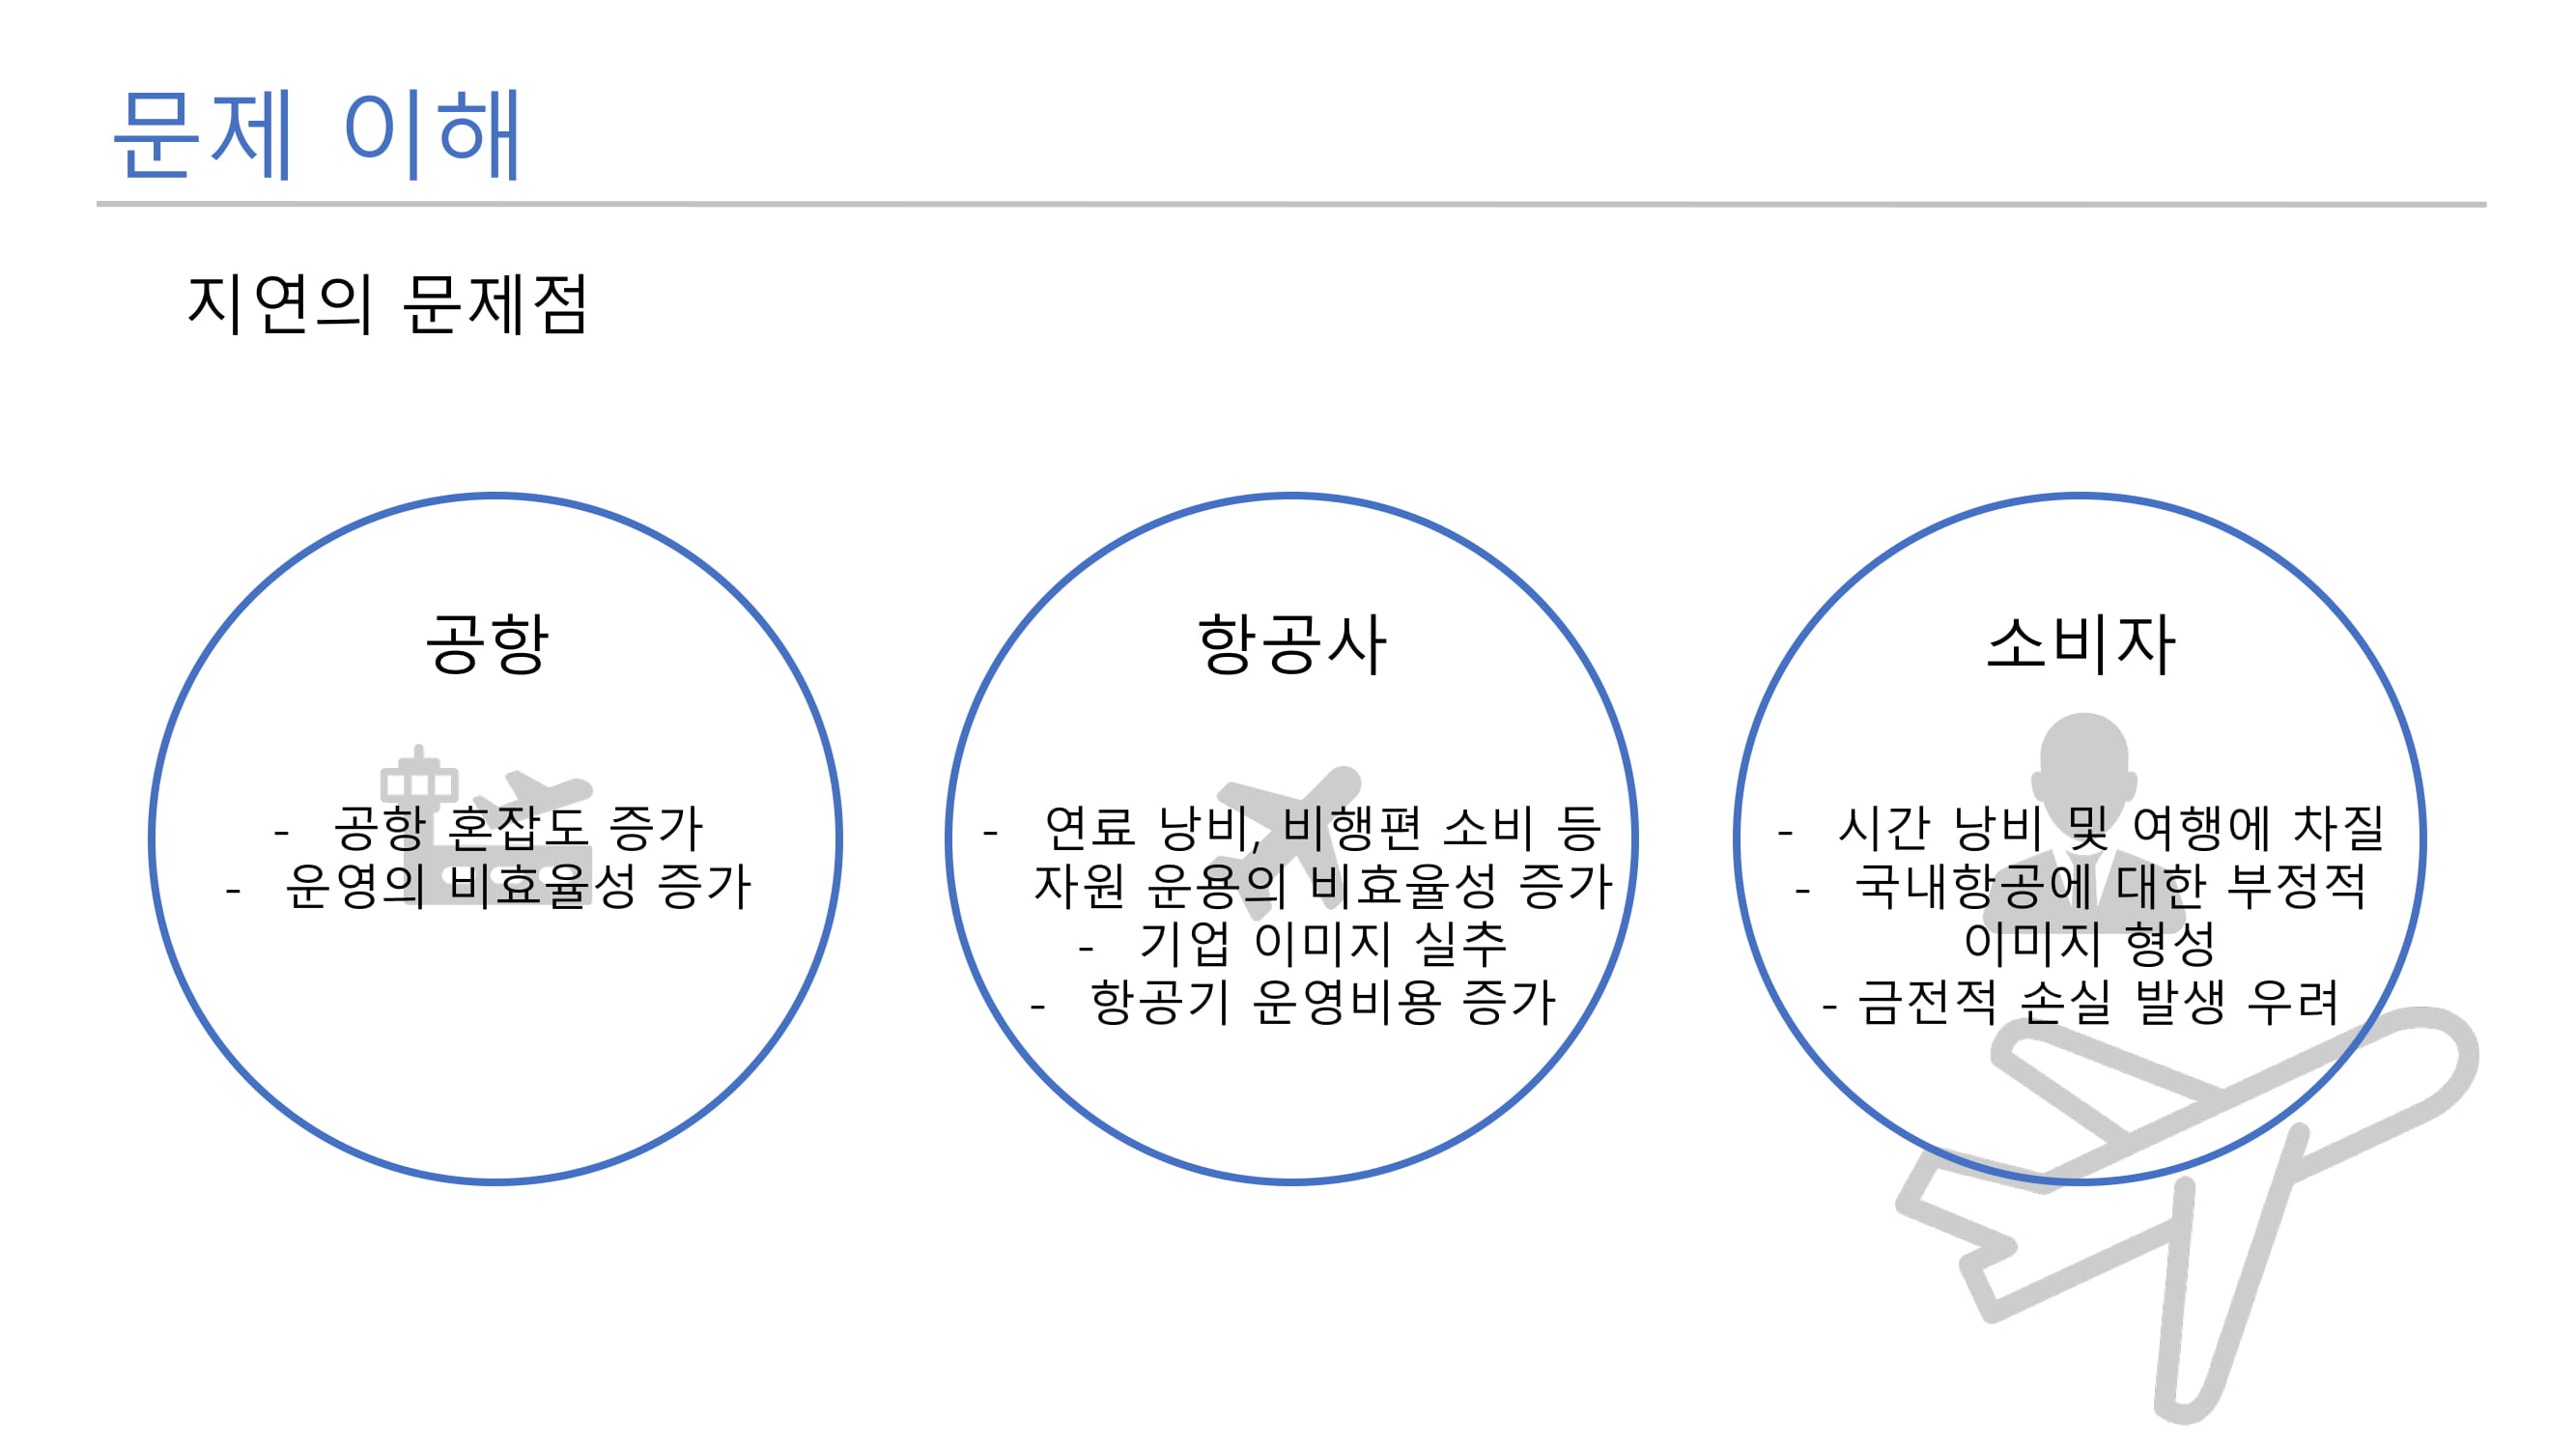 문제 이해
지연의 문제점
공항
- 공항 혼잡도 증가
- 운영의 비효율성 증가
항공사
- 연료 낭비, 비행편 소비 등
자원 운용의 비효율성 증가
- 기업 이미지 실추
- 항공기 운영비용 증가
소비자
- 시간 낭비 및 여행에 차질
- 국내항공에 대한 부정적
이미지 형성
- 금전적 손실 발생 우려